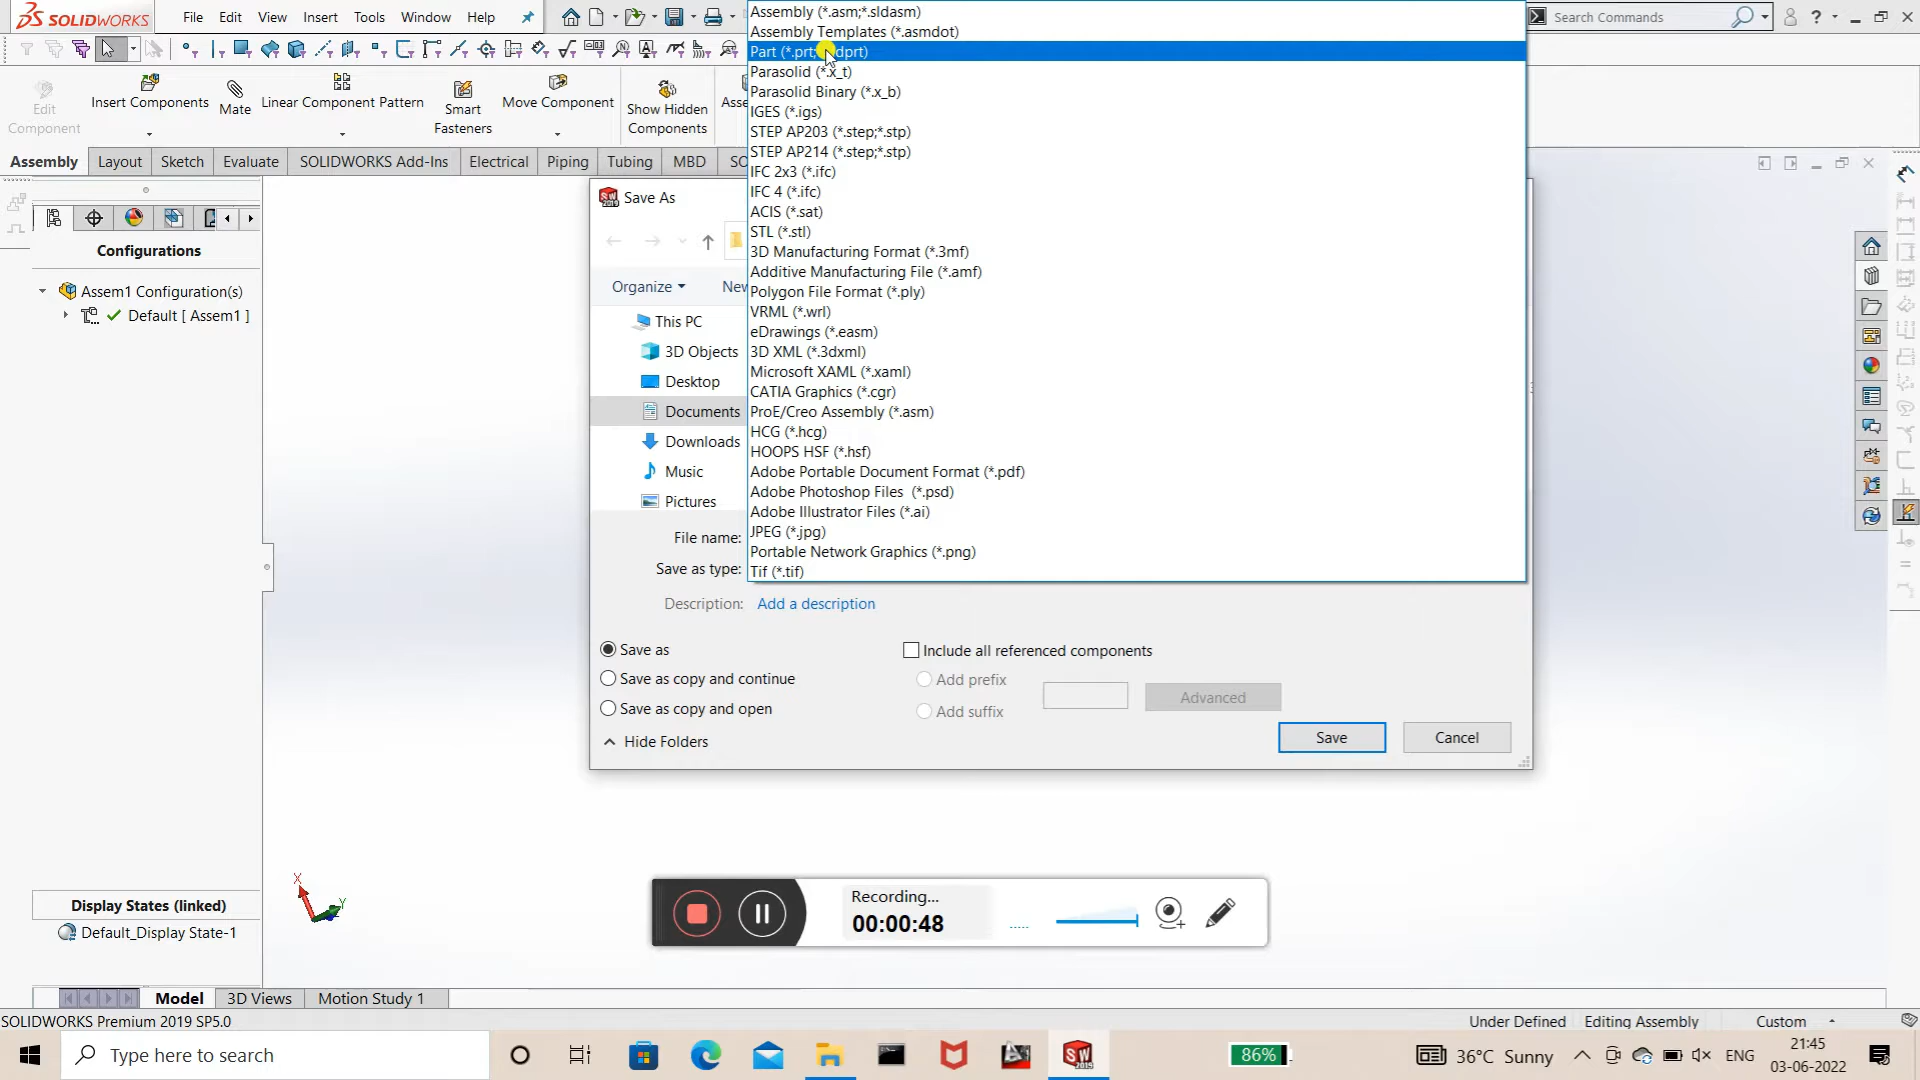 SOLIDWORKS
File Edit View Insert Tools Window Help
Search Commands
Edit Component
Insert Components
Mate
Linear Component Pattern
Smart Fasteners
Move Component
Show Hidden Components
Assembly Layout Sketch Evaluate SOLIDWORKS Add-Ins Electrical Piping Tubing MBD
Configurations
Assem1 Configuration(s)
Default [ Assem1 ]
Display States (linked)
Default_Display State-1
Save As
Organize
This PC
3D Objects
Desktop
Documents
Downloads
Music
Pictures
Assembly (*.asm;*.sldasm)
Assembly Templates (*.asmdot)
Part (*.prt; dprt)
Parasolid (*.x_t)
Parasolid Binary (*.x_b)
IGES (*.igs)
STEP AP203 (*.step;*.stp)
STEP AP214 (*.step;*.stp)
IFC 2x3 (*.ifc)
IFC 4 (*.ifc)
ACIS (*.sat)
STL (*.stl)
3D Manufacturing Format (*.3mf)
Additive Manufacturing File (*.amf)
Polygon File Format (*.ply)
VRML (*.wrl)
eDrawings (*.easm)
3D XML (*.3dxml)
Microsoft XAML (*.xaml)
CATIA Graphics (*.cgr)
ProE/Creo Assembly (*.asm)
HCG (*.hcg)
HOOPS HSF (*.hsf)
Adobe Portable Document Format (*.pdf)
Adobe Photoshop Files (*.psd)
Adobe Illustrator Files (*.ai)
JPEG (*.jpg)
Portable Network Graphics (*.png)
Tif (*.tif)
File name:
Save as type:
Description: Add a description
Save as
Save as copy and continue
Save as copy and open
Include all referenced components
Add prefix
Add suffix
Advanced
Hide Folders
Save Cancel
Recording...
00:00:48
Model 3D Views Motion Study 1
SOLIDWORKS Premium 2019 SP5.0
Under Defined Editing Assembly Custom
Type here to search
86%
36°C Sunny
ENG
21:45
03-06-2022